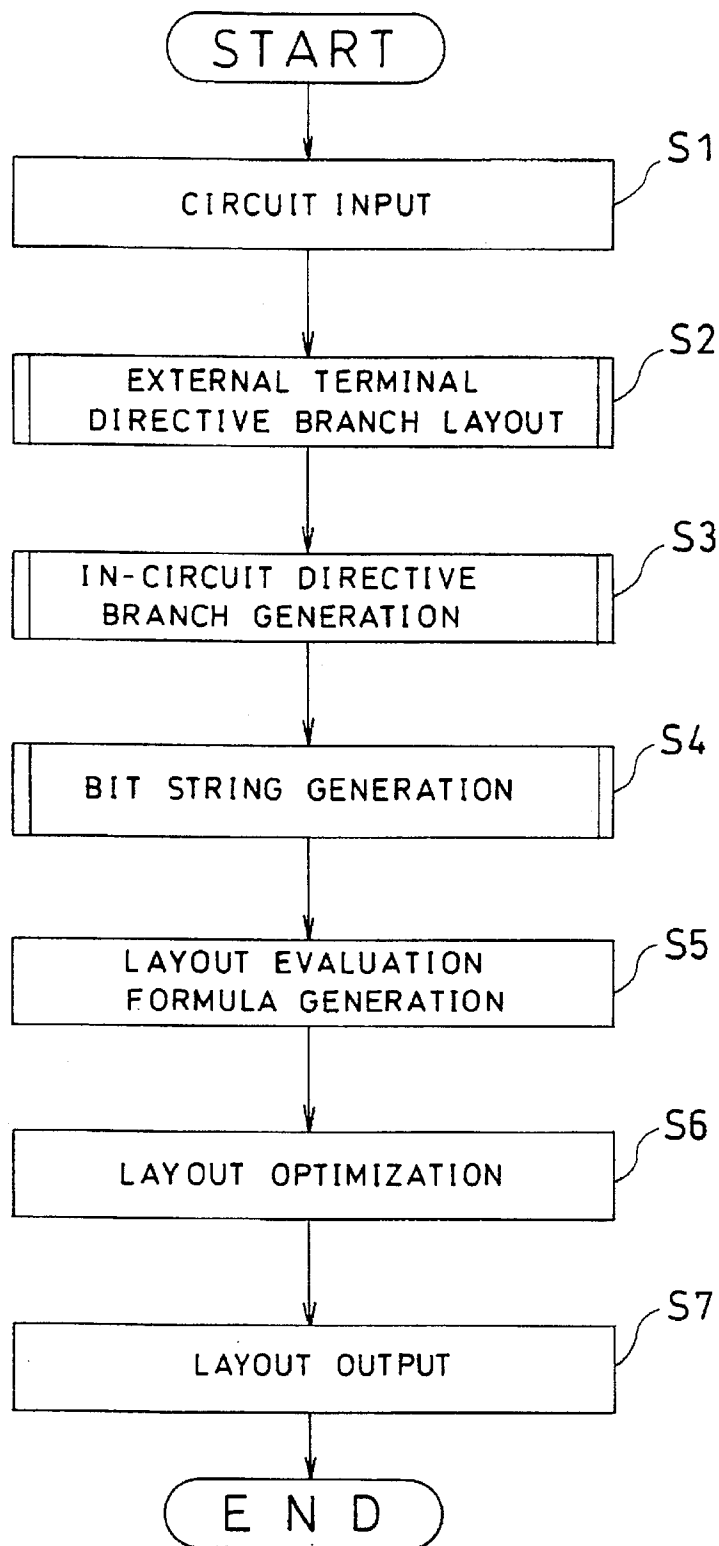 START
S1
CIRCUIT INPUT
S2
EXTERNAL TERMINAL
DIRECTIVE BRANCH LAYOUT
S3
IN-CIRCUIT DIRECTIVE
BRANCH GENERATION
S4
BIT STRING GENERATION
S5
LAYOUT EVALUATION
FORMULA GENERATION
S6
LAYOUT OPTIMIZATION
S7
LAYOUT OUTPUT
END